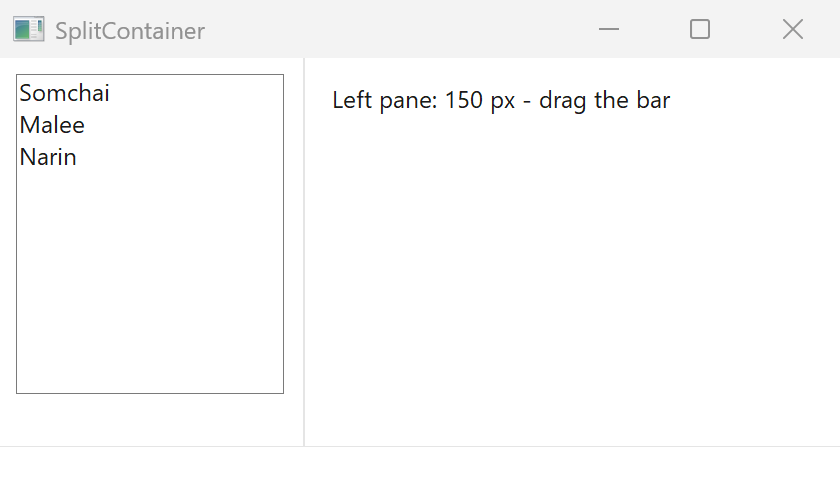 SplitContainer
Somchai
Malee
Narin
Left pane: 150 px - drag the bar